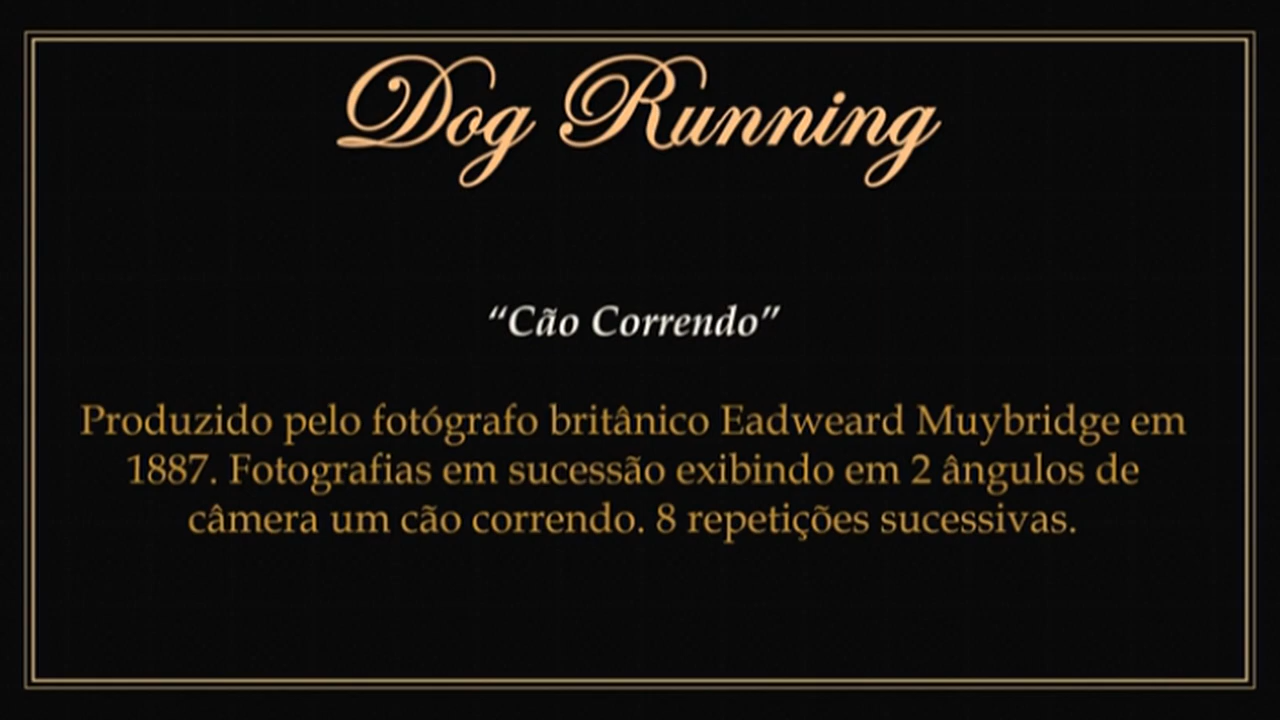 Dog Running
“Cão Correndo”
Produzido pelo fotógrafo britânico Eadweard Muybridge em
1887. Fotografias em sucessão exibindo em 2 ângulos de
câmera um cão correndo. 8 repetições sucessivas.